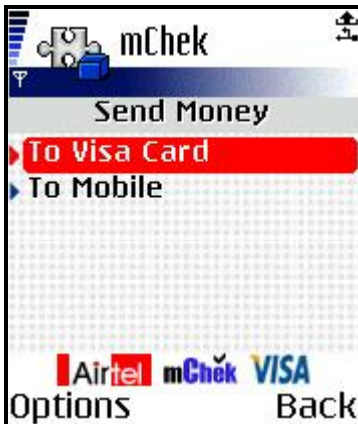 mChek
Send Money
To Visa Card
To Mobile
Airtel mChek VISA
Options Back